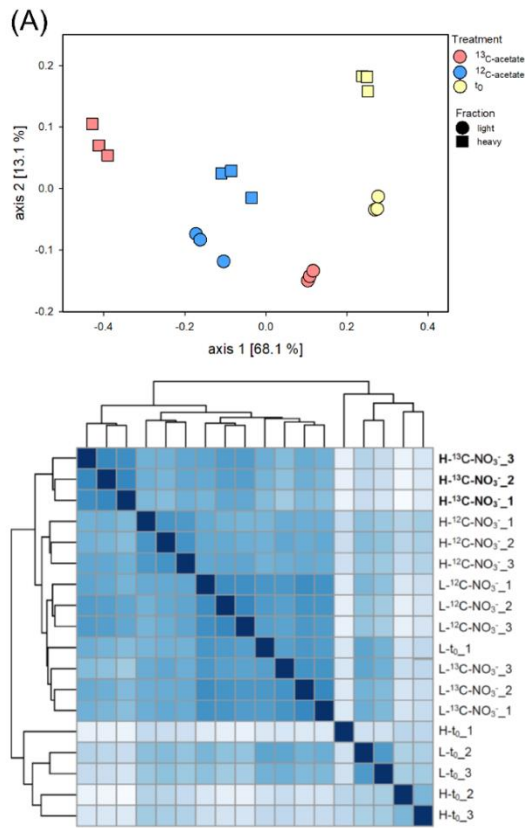 (A)
Treatment
¹³C-acetate
¹²C-acetate
t₀
Fraction
light
heavy
0.2
0.1
0.0
-0.1
-0.2
axis 2 [13.1 %]
-0.4
-0.2
0.0
0.2
0.4
axis 1 [68.1 %]
H-¹³C-NO₃⁻_3
H-¹³C-NO₃⁻_2
H-¹³C-NO₃⁻_1
H-¹²C-NO₃⁻_1
H-¹²C-NO₃⁻_2
H-¹²C-NO₃⁻_3
L-¹²C-NO₃⁻_1
L-¹²C-NO₃⁻_2
L-¹²C-NO₃⁻_3
L-t₀_1
L-¹³C-NO₃⁻_3
L-¹³C-NO₃⁻_2
L-¹³C-NO₃⁻_1
H-t₀_1
L-t₀_2
L-t₀_3
H-t₀_2
H-t₀_3